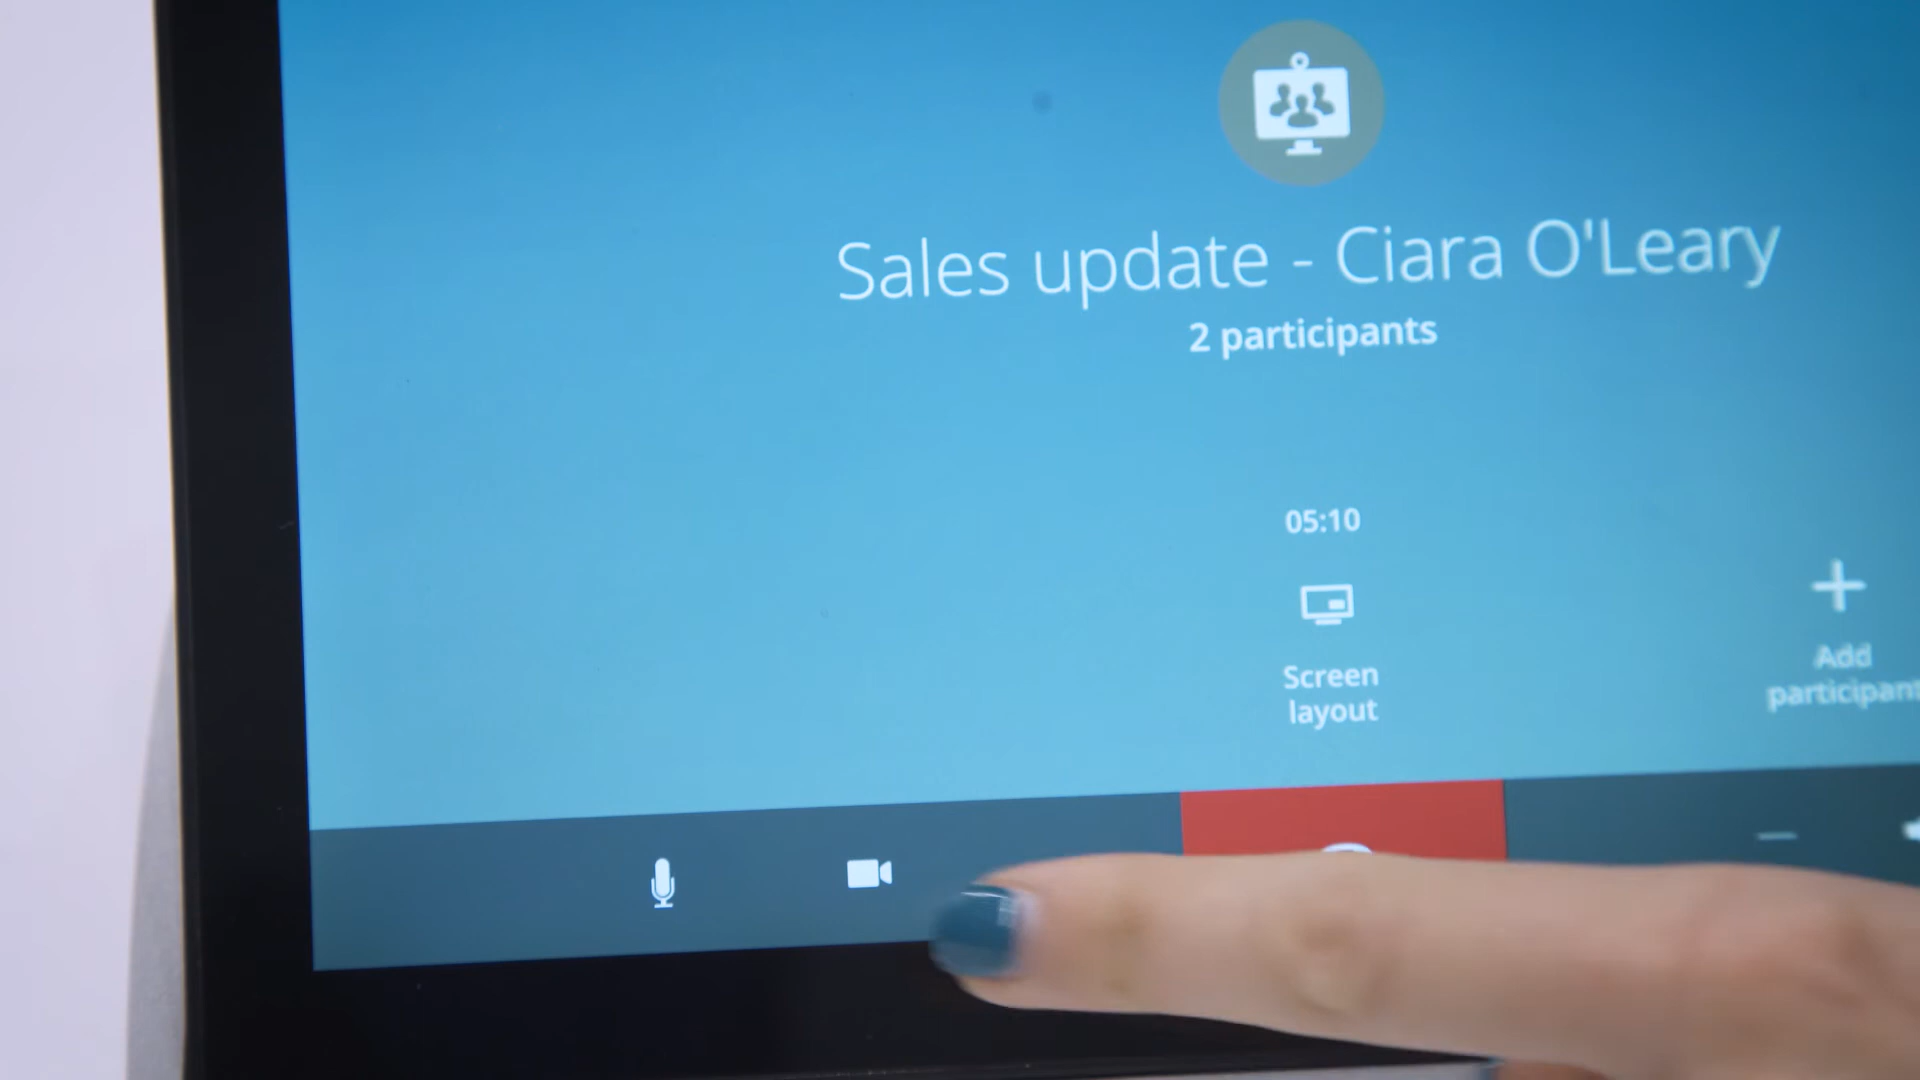 Sales update - Ciara O'Leary
2 participants
05:10
Screen
layout
Add
participant